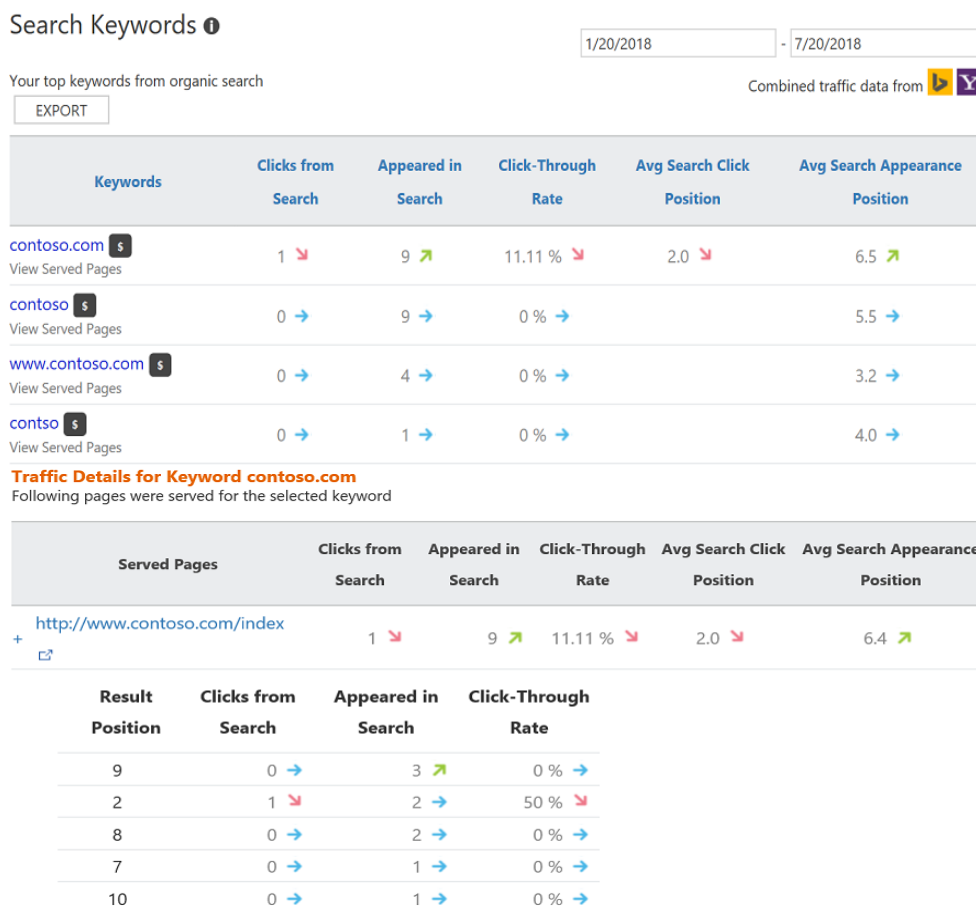 Search Keywords
1/20/2018 - 7/20/2018
Your top keywords from organic search
Combined traffic data from
EXPORT
Keywords Clicks from Search Appeared in Search Click-Through Rate Avg Search Click Position Avg Search Appearance Position
contoso.com $ 1 9 11.11 % 2.0 6.5
View Served Pages
contoso $ 0 9 0 % 5.5
View Served Pages
www.contoso.com $ 0 4 0 % 3.2
View Served Pages
contso $ 0 1 0 % 4.0
View Served Pages
Traffic Details for Keyword contoso.com
Following pages were served for the selected keyword
Served Pages Clicks from Search Appeared in Search Click-Through Rate Avg Search Click Position Avg Search Appearance Position
+ http://www.contoso.com/index 1 9 11.11 % 2.0 6.4
Result Position Clicks from Search Appeared in Search Click-Through Rate
9 0 3 0 %
2 1 2 50 %
8 0 2 0 %
7 0 1 0 %
10 0 1 0 %